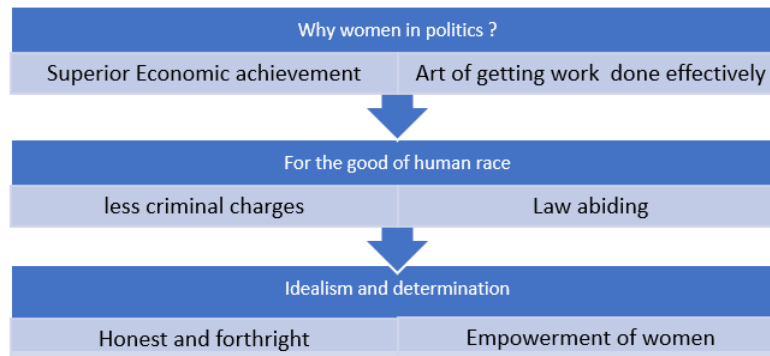 Why women in politics ?
Superior Economic achievement
Art of getting work done effectively
For the good of human race
less criminal charges
Law abiding
Idealism and determination
Honest and forthright
Empowerment of women